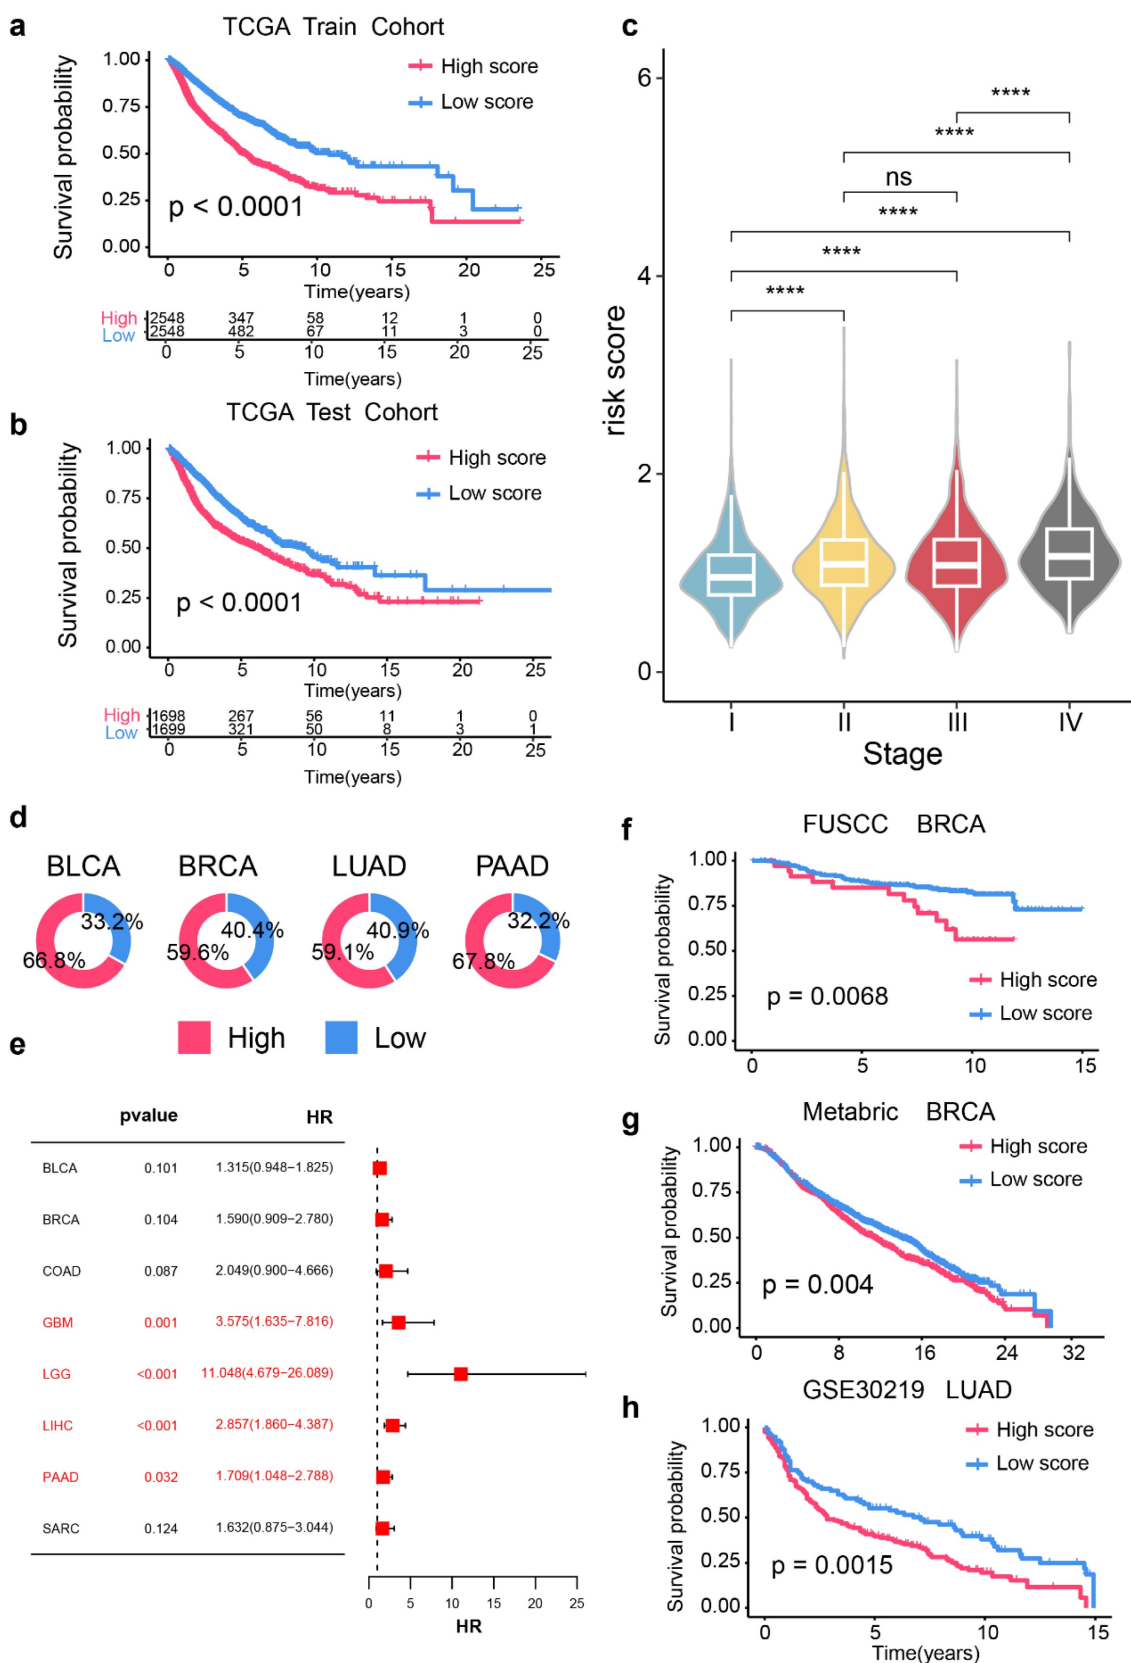 a
TCGA Train Cohort
Survival probability
1.00
0.75
0.50
0.25
0.00
High score
Low score
p < 0.0001
0 5 10 15 20 25
Time(years)
High 2548 347 58 12 1 0
Low 2548 482 67 11 3 0
0 5 10 15 20 25
Time(years)
b
TCGA Test Cohort
Survival probability
1.00
0.75
0.50
0.25
0.00
High score
Low score
p < 0.0001
0 5 10 15 20 25
Time(years)
High 1698 267 56 11 1 0
Low 1699 321 50 8 3 1
0 5 10 15 20 25
Time(years)
c
risk score
6
4
2
0
****
****
ns
****
****
****
I II III IV
Stage
d
BLCA BRCA LUAD PAAD
33.2% 40.4% 40.9% 32.2%
66.8% 59.6% 59.1% 67.8%
High Low
e
pvalue HR
BLCA 0.101 1.315(0.948−1.825)
BRCA 0.104 1.590(0.909−2.780)
COAD 0.087 2.049(0.900−4.666)
GBM 0.001 3.575(1.635−7.816)
LGG <0.001 11.048(4.679−26.089)
LIHC <0.001 2.857(1.860−4.387)
PAAD 0.032 1.709(1.048−2.788)
SARC 0.124 1.632(0.875−3.044)
0 5 10 15 20 25
HR
f
FUSCC BRCA
Survival probability
1.00
0.75
0.50
0.25
0.00
High score
Low score
p = 0.0068
0 5 10 15
g
Metabric BRCA
Survival probability
1.00
0.75
0.50
0.25
0.00
High score
Low score
p = 0.004
0 8 16 24 32
h
GSE30219 LUAD
Survival probability
1.00
0.75
0.50
0.25
0.00
High score
Low score
p = 0.0015
0 5 10 15
Time(years)